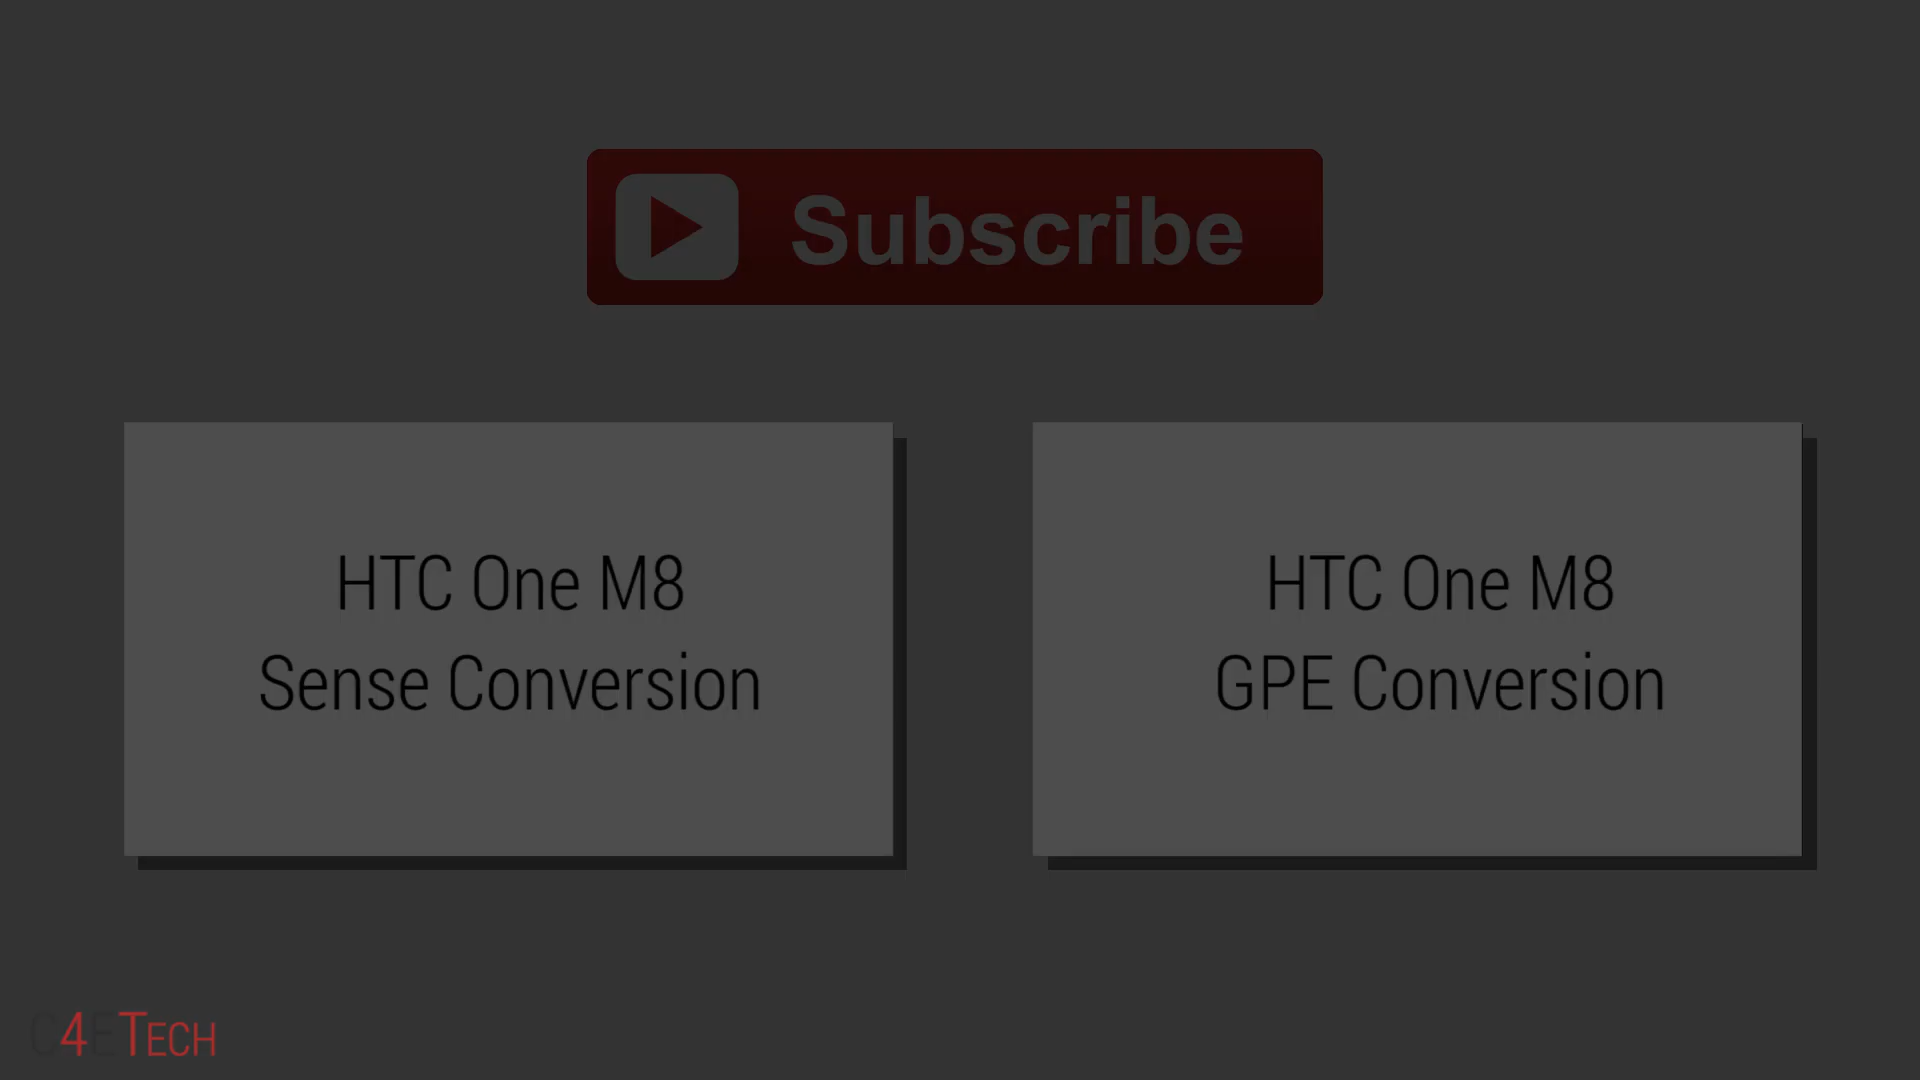 Subscribe
HTC One M8
Sense Conversion
HTC One M8
GPE Conversion
C4ETECH